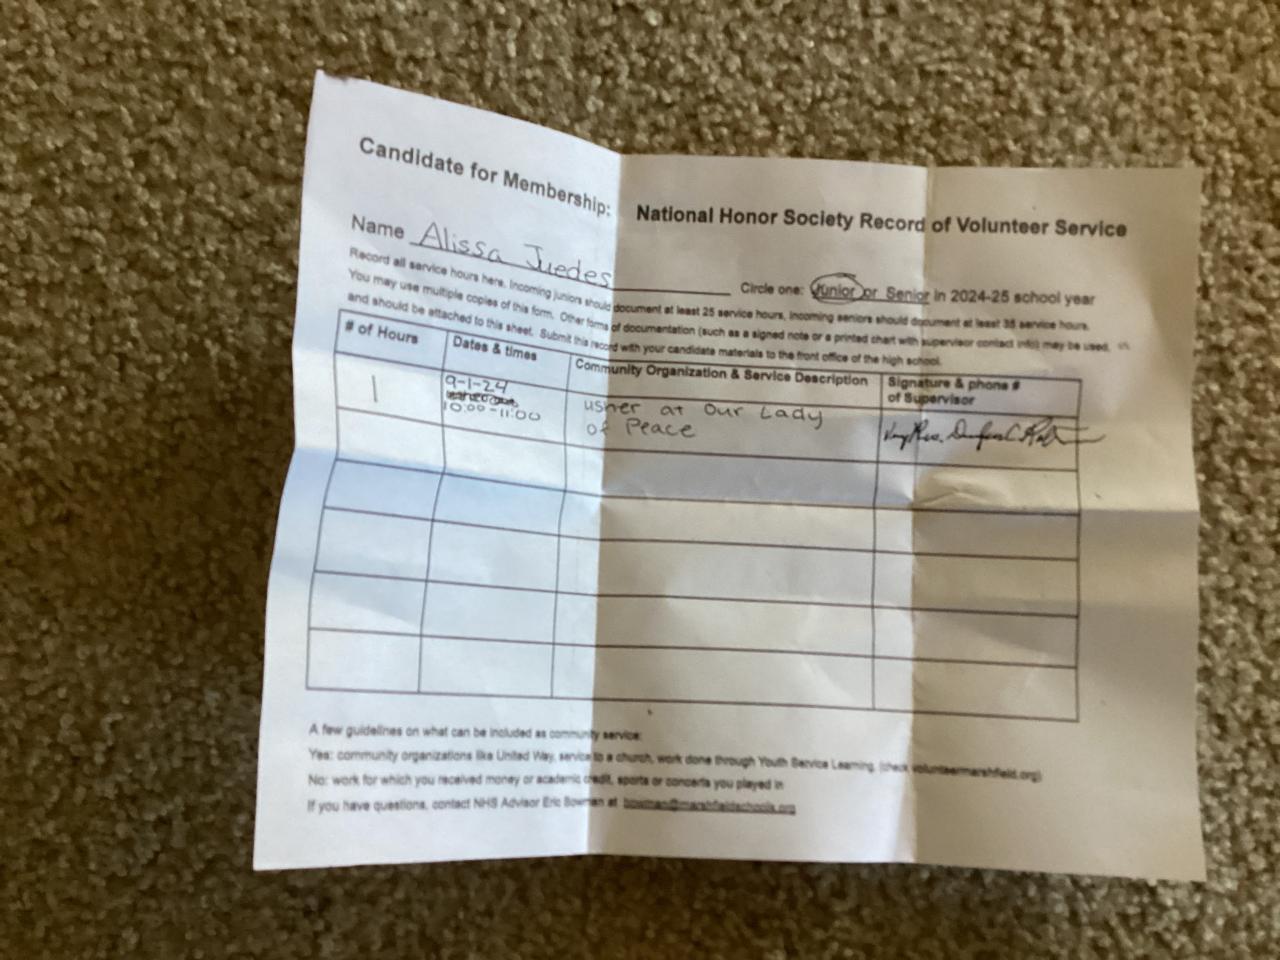 Candidate for Membership: National Honor Society Record of Volunteer Service
Name Alissa Juedes Circle one: Junior or Senior in 2024-25 school year
Record all service hours here. Incoming juniors should document at least 25 service hours, incoming seniors should document at least 35 service hours.
You may use multiple copies of this form. Other forms of documentation (such as a signed note or a printed chart with supervisor contact info) may be used,
and should be attached to this sheet. Submit this record with your candidate materials to the front office of the high school.
# of Hours Dates & times Community Organization & Service Description Signature & phone # of Supervisor
1 9-1-24
10:00-11:00
usher at Our Lady
of Peace
Very Rev.
A few guidelines on what can be included as community service:
Yes: community organizations like United Way, service to a church, work done through Youth Service Learning. (check volunteermarshfield.org)
No: work for which you received money or academic credit, sports or concerts you played in
If you have questions, contact NHS Advisor Eric Bowman at bowman@marshfieldschools.org